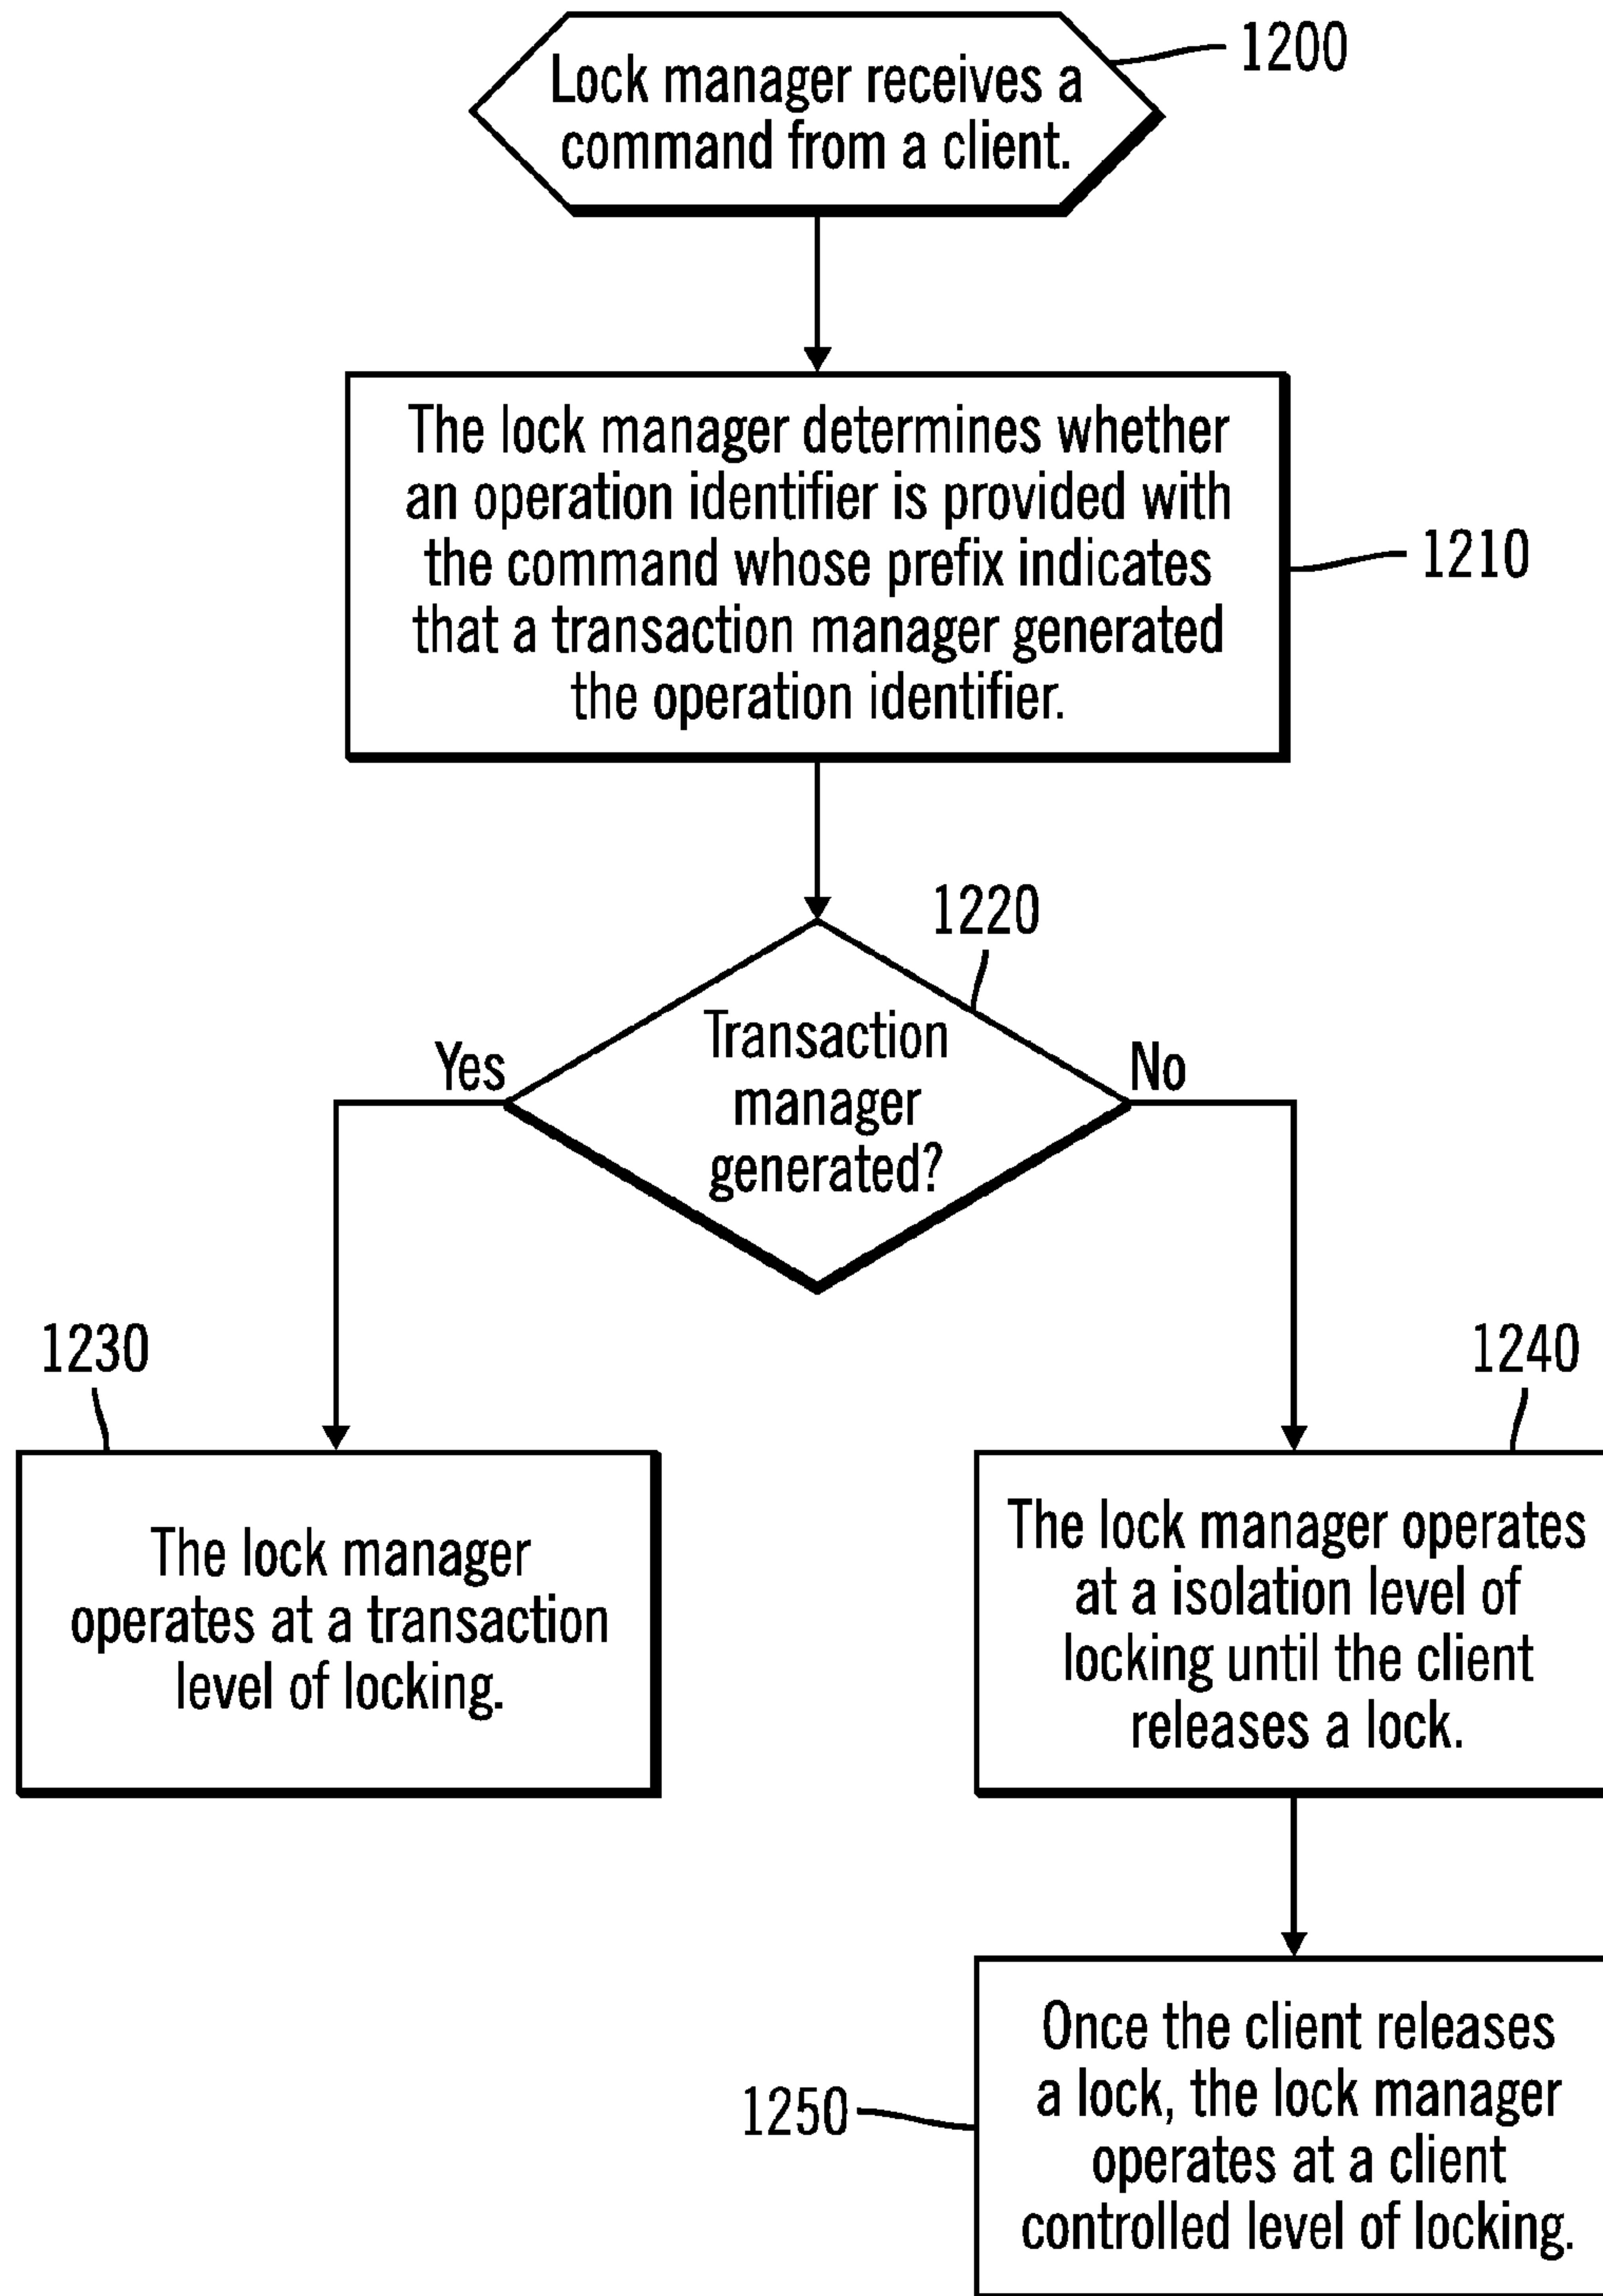 Lock manager receives a
command from a client.
1200
The lock manager determines whether
an operation identifier is provided with
the command whose prefix indicates
that a transaction manager generated
the operation identifier.
1210
1220
Transaction
manager
generated?
Yes
No
1230
The lock manager
operates at a transaction
level of locking.
1240
The lock manager operates
at a isolation level of
locking until the client
releases a lock.
1250
Once the client releases
a lock, the lock manager
operates at a client
controlled level of locking.